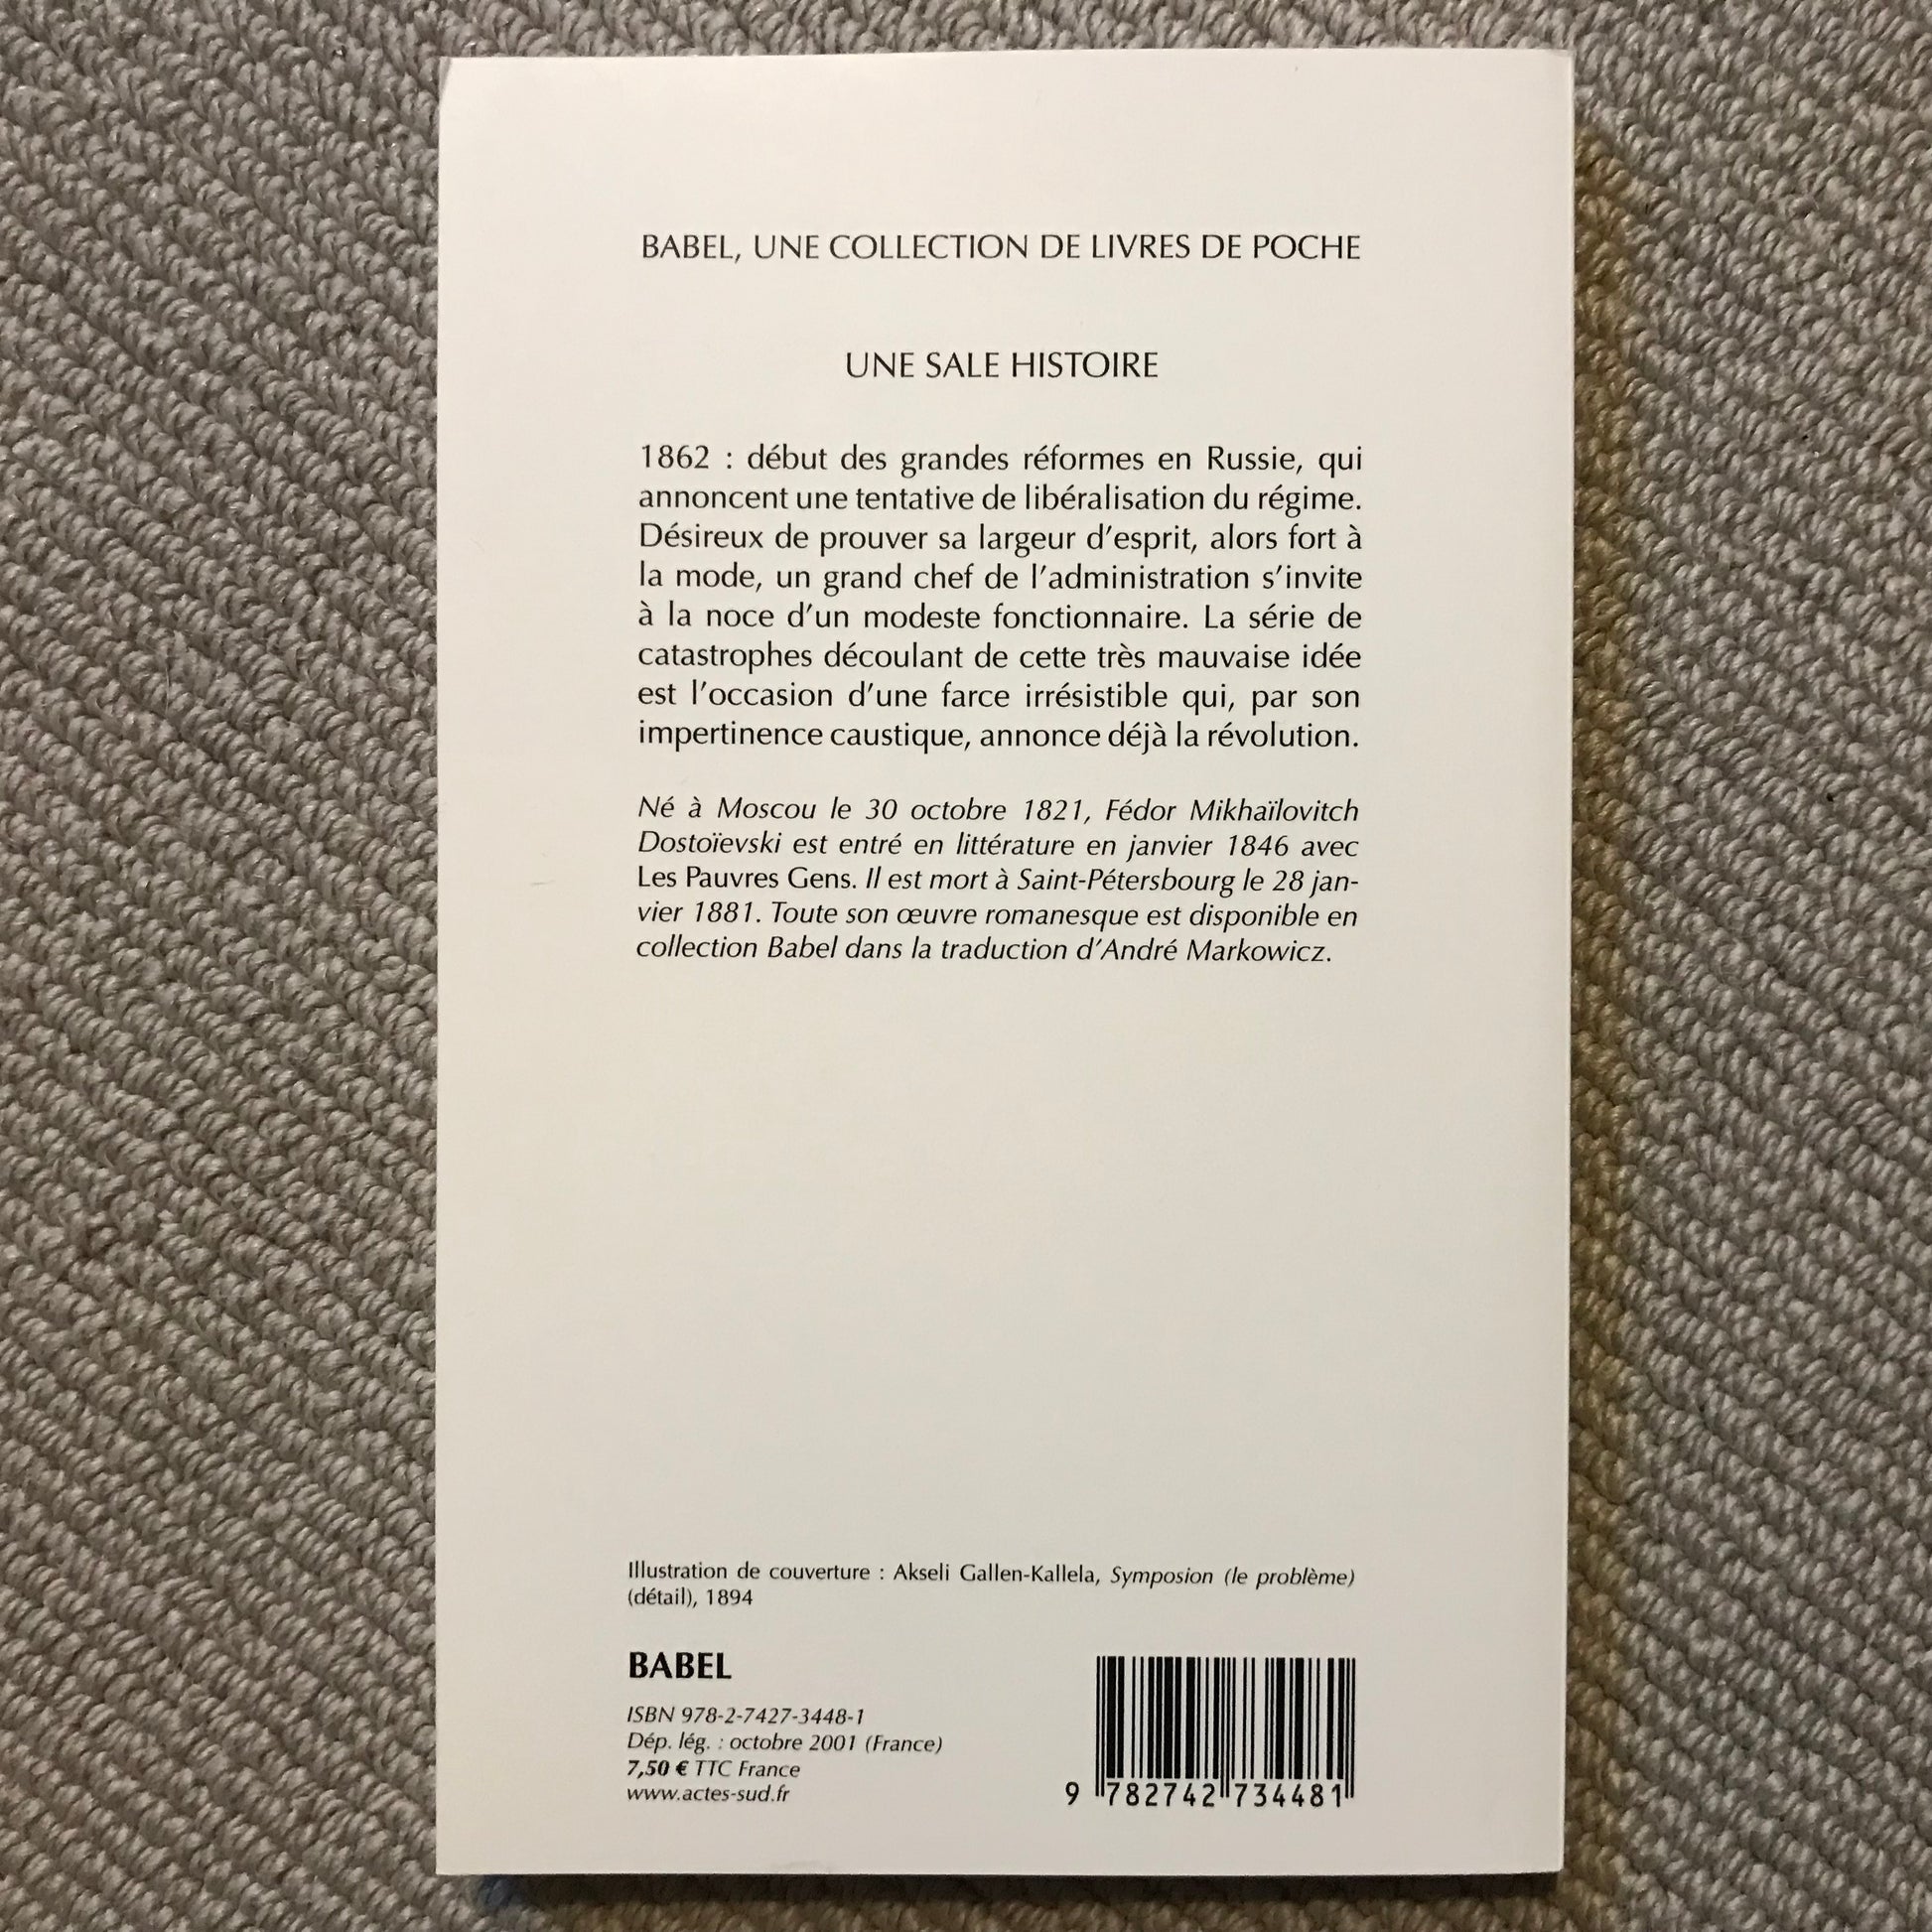 BABEL, UNE COLLECTION DE LIVRES DE POCHE
UNE SALE HISTOIRE
1862 : début des grandes réformes en Russie, qui
annoncent une tentative de libéralisation du régime.
Désireux de prouver sa largeur d'esprit, alors fort à
la mode, un grand chef de l'administration s'invite
à la noce d'un modeste fonctionnaire. La série de
catastrophes découlant de cette très mauvaise idée
est l'occasion d'une farce irrésistible qui, par son
impertinence caustique, annonce déjà la révolution.
Né à Moscou le 30 octobre 1821, Fédor Mikhaïlovitch
Dostoïevski est entré en littérature en janvier 1846 avec
Les Pauvres Gens. Il est mort à Saint-Pétersbourg le 28 jan-
vier 1881. Toute son œuvre romanesque est disponible en
collection Babel dans la traduction d'André Markowicz.
Illustration de couverture : Akseli Gallen-Kallela, Symposion (le problème)
(détail), 1894
BABEL
ISBN 978-2-7427-3448-1
Dép. lég. : octobre 2001 (France)
7,50 € TTC France
www.actes-sud.fr
9 782742 734481